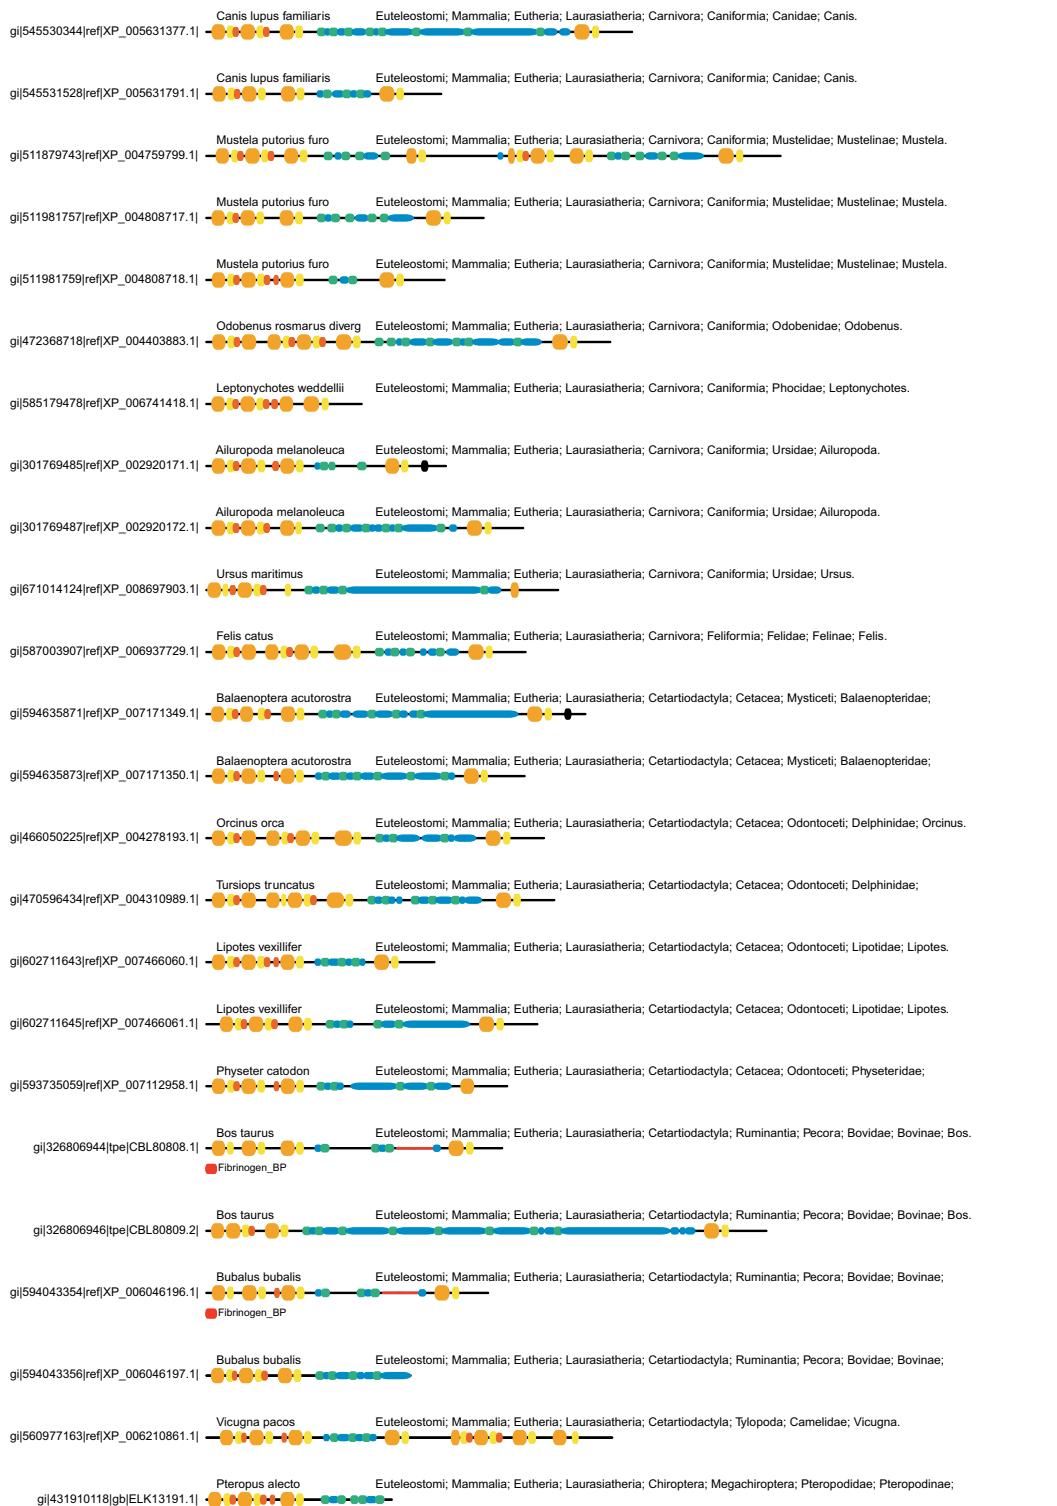 Canis lupus familiaris Euteleostomi; Mammalia; Eutheria; Laurasiatheria; Carnivora; Caniformia; Canidae; Canis.
gi|545530344|ref|XP_005631377.1|
Canis lupus familiaris Euteleostomi; Mammalia; Eutheria; Laurasiatheria; Carnivora; Caniformia; Canidae; Canis.
gi|545531528|ref|XP_005631791.1|
Mustela putorius furo Euteleostomi; Mammalia; Eutheria; Laurasiatheria; Carnivora; Caniformia; Mustelidae; Mustelinae; Mustela.
gi|511879743|ref|XP_004759799.1|
Mustela putorius furo Euteleostomi; Mammalia; Eutheria; Laurasiatheria; Carnivora; Caniformia; Mustelidae; Mustelinae; Mustela.
gi|511981757|ref|XP_004808717.1|
Mustela putorius furo Euteleostomi; Mammalia; Eutheria; Laurasiatheria; Carnivora; Caniformia; Mustelidae; Mustelinae; Mustela.
gi|511981759|ref|XP_004808718.1|
Odobenus rosmarus diverg Euteleostomi; Mammalia; Eutheria; Laurasiatheria; Carnivora; Caniformia; Odobenidae; Odobenus.
gi|472368718|ref|XP_004403883.1|
Leptonychotes weddellii Euteleostomi; Mammalia; Eutheria; Laurasiatheria; Carnivora; Caniformia; Phocidae; Leptonychotes.
gi|585179478|ref|XP_006741418.1|
Ailuropoda melanoleuca Euteleostomi; Mammalia; Eutheria; Laurasiatheria; Carnivora; Caniformia; Ursidae; Ailuropoda.
gi|301769485|ref|XP_002920171.1|
Ailuropoda melanoleuca Euteleostomi; Mammalia; Eutheria; Laurasiatheria; Carnivora; Caniformia; Ursidae; Ailuropoda.
gi|301769487|ref|XP_002920172.1|
Ursus maritimus Euteleostomi; Mammalia; Eutheria; Laurasiatheria; Carnivora; Caniformia; Ursidae; Ursus.
gi|671014124|ref|XP_008697903.1|
Felis catus Euteleostomi; Mammalia; Eutheria; Laurasiatheria; Carnivora; Feliformia; Felidae; Felinae; Felis.
gi|587003907|ref|XP_006937729.1|
Balaenoptera acutorostra Euteleostomi; Mammalia; Eutheria; Laurasiatheria; Cetartiodactyla; Cetacea; Mysticeti; Balaenopteridae;
gi|594635871|ref|XP_007171349.1|
Balaenoptera acutorostra Euteleostomi; Mammalia; Eutheria; Laurasiatheria; Cetartiodactyla; Cetacea; Mysticeti; Balaenopteridae;
gi|594635873|ref|XP_007171350.1|
Orcinus orca Euteleostomi; Mammalia; Eutheria; Laurasiatheria; Cetartiodactyla; Cetacea; Odontoceti; Delphinidae; Orcinus.
gi|466050225|ref|XP_004278193.1|
Tursiops truncatus Euteleostomi; Mammalia; Eutheria; Laurasiatheria; Cetartiodactyla; Cetacea; Odontoceti; Delphinidae;
gi|470596434|ref|XP_004310989.1|
Lipotes vexillifer Euteleostomi; Mammalia; Eutheria; Laurasiatheria; Cetartiodactyla; Cetacea; Odontoceti; Lipotidae; Lipotes.
gi|602711643|ref|XP_007466060.1|
Lipotes vexillifer Euteleostomi; Mammalia; Eutheria; Laurasiatheria; Cetartiodactyla; Cetacea; Odontoceti; Lipotidae; Lipotes.
gi|602711645|ref|XP_007466061.1|
Physeter catodon Euteleostomi; Mammalia; Eutheria; Laurasiatheria; Cetartiodactyla; Cetacea; Odontoceti; Physeteridae;
gi|593735059|ref|XP_007112958.1|
Bos taurus Euteleostomi; Mammalia; Eutheria; Laurasiatheria; Cetartiodactyla; Ruminantia; Pecora; Bovidae; Bovinae; Bos.
gi|326806944|tpe|CBL80808.1|
Fibrinogen_BP
Bos taurus Euteleostomi; Mammalia; Eutheria; Laurasiatheria; Cetartiodactyla; Ruminantia; Pecora; Bovidae; Bovinae; Bos.
gi|326806946|tpe|CBL80809.2|
Bubalus bubalis Euteleostomi; Mammalia; Eutheria; Laurasiatheria; Cetartiodactyla; Ruminantia; Pecora; Bovidae; Bovinae;
gi|594043354|ref|XP_006046196.1|
Fibrinogen_BP
Bubalus bubalis Euteleostomi; Mammalia; Eutheria; Laurasiatheria; Cetartiodactyla; Ruminantia; Pecora; Bovidae; Bovinae;
gi|594043356|ref|XP_006046197.1|
Vicugna pacos Euteleostomi; Mammalia; Eutheria; Laurasiatheria; Cetartiodactyla; Tylopoda; Camelidae; Vicugna.
gi|560977163|ref|XP_006210861.1|
Pteropus alecto Euteleostomi; Mammalia; Eutheria; Laurasiatheria; Chiroptera; Megachiroptera; Pteropodidae; Pteropodinae;
gi|431910118|gb|ELK13191.1|